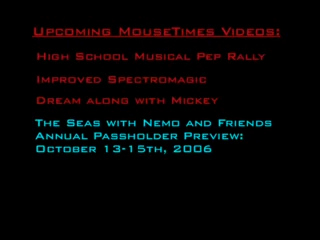 Upcoming MouseTimes Videos:
High School Musical Pep Rally
Improved Spectromagic
Dream along with Mickey
The Seas with Nemo and Friends
Annual Passholder Preview:
October 13-15th, 2006